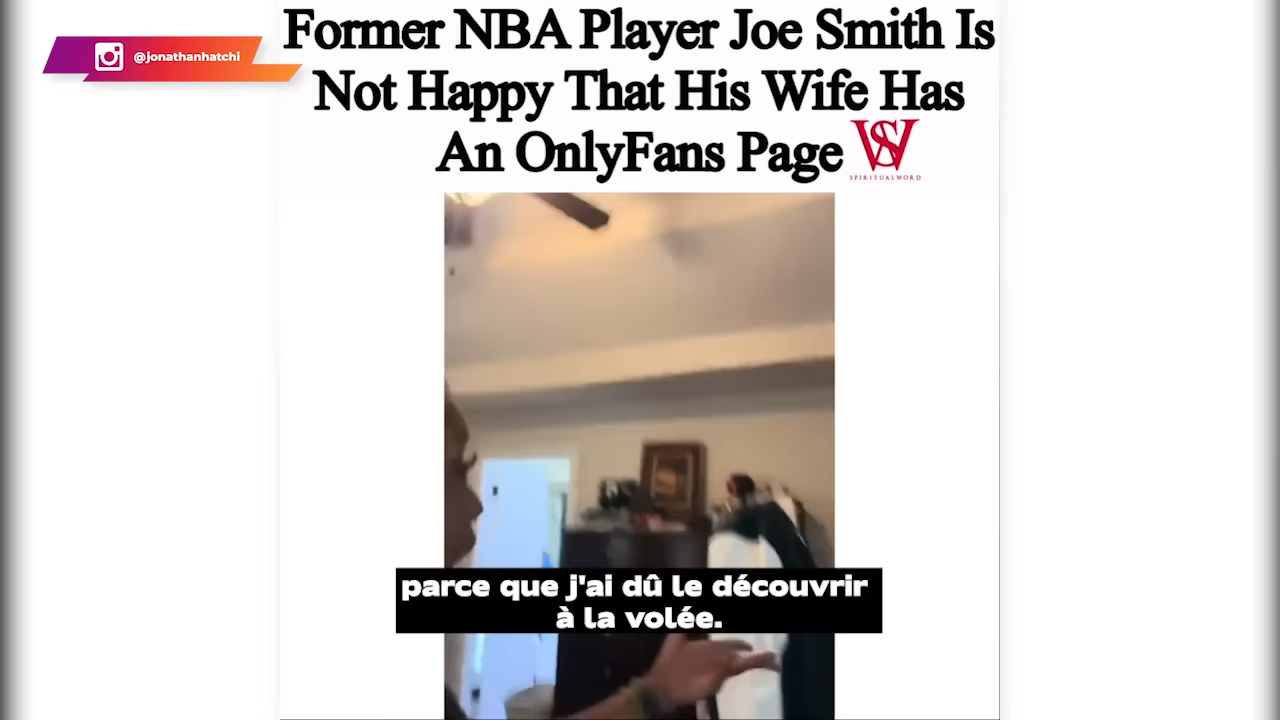 @jonathanhatchi
Former NBA Player Joe Smith Is
Not Happy That His Wife Has
An OnlyFans Page
SW
SPIRITUALWORD
parce que j'ai dû le découvrir
à la volée.